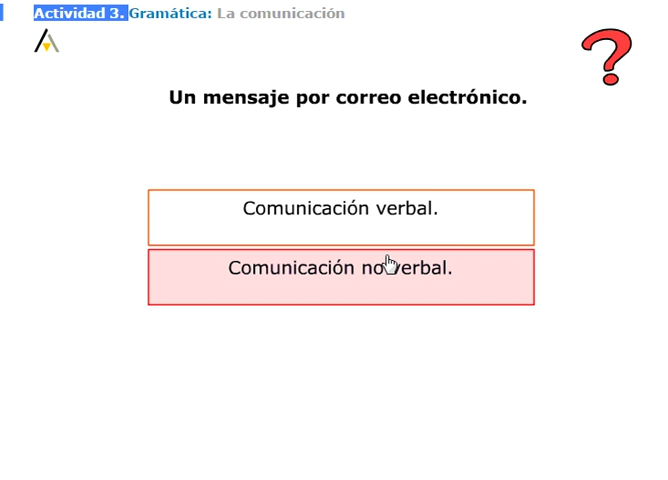 Actividad 3. Gramática: La comunicación
Un mensaje por correo electrónico.
Comunicación verbal.
Comunicación no verbal.